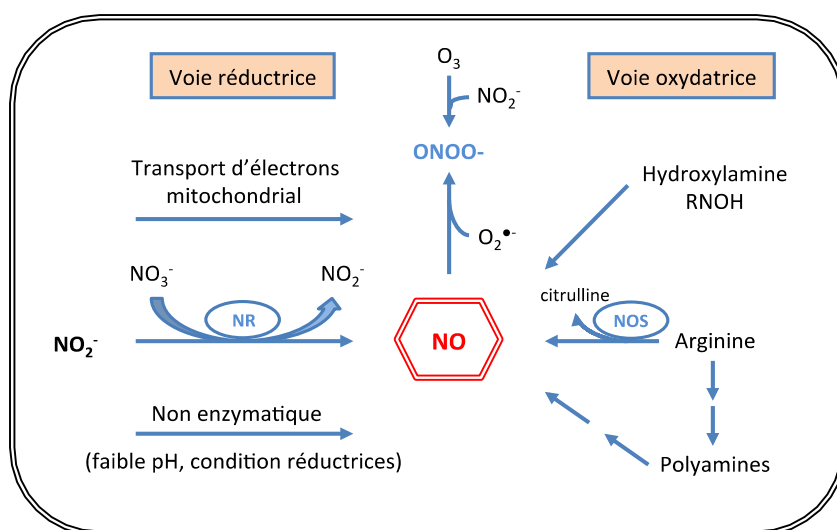 Voie réductrice
O₃
Voie oxydatrice
NO₂⁻
ONOO-
Transport d’électrons
mitochondrial
Hydroxylamine
RNOH
O₂•⁻
NO₃⁻
NO₂⁻
citrulline
NR
NOS
NO₂⁻
NO
Arginine
Non enzymatique
(faible pH, condition réductrices)
Polyamines